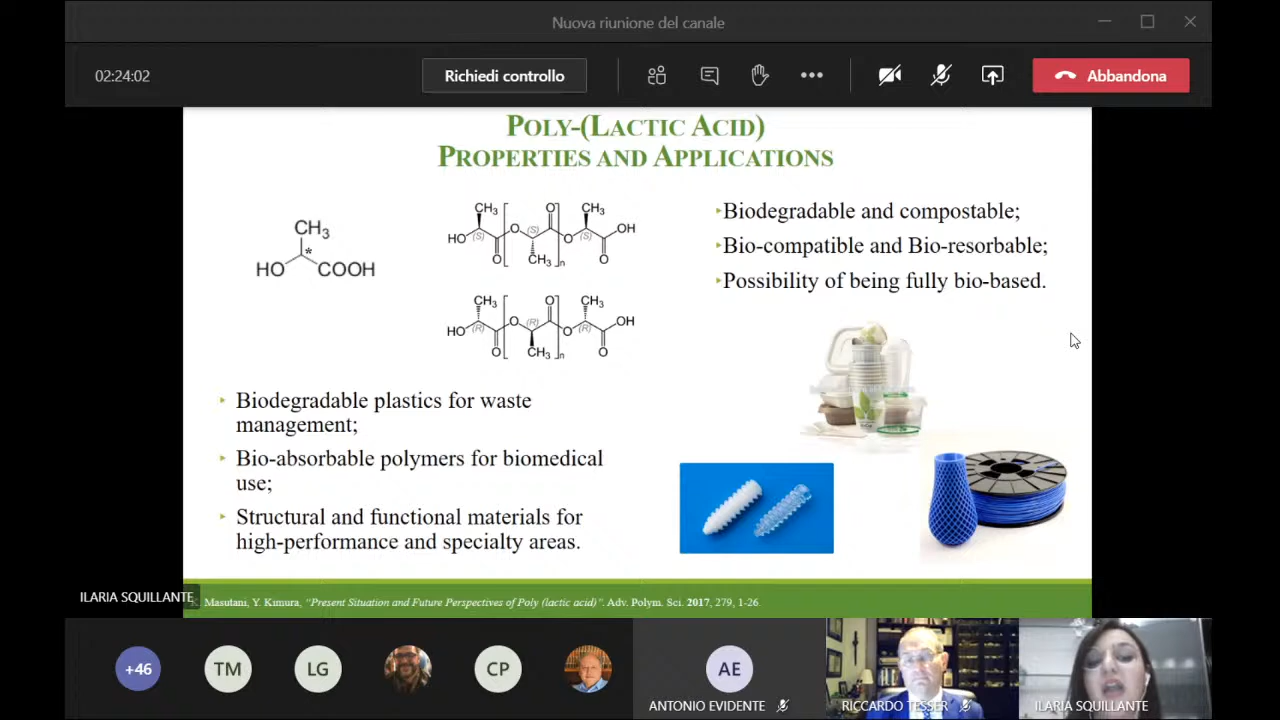 Nuova riunione del canale
02:24:02
Richiedi controllo
Abbandona
POLY-(LACTIC ACID)
PROPERTIES AND APPLICATIONS
CH3
*
HO
COOH
CH3
O
CH3
HO
(S)
O
(S)
O
(S)
OH
O
CH3
n
O
CH3
O
CH3
HO
(R)
O
(R)
O
(R)
OH
O
CH3
n
O
Biodegradable and compostable;
Bio-compatible and Bio-resorbable;
Possibility of being fully bio-based.
Biodegradable plastics for waste
management;
Bio-absorbable polymers for biomedical
use;
Structural and functional materials for
high-performance and specialty areas.
ILARIA SQUILLANTE
Masutani, Y. Kimura, “Present Situation and Future Perspectives of Poly (lactic acid)”. Adv. Polym. Sci. 2017, 279, 1-26.
+46
TM
LG
CP
AE
ANTONIO EVIDENTE
RICCARDO TESSER
ILARIA SQUILLANTE